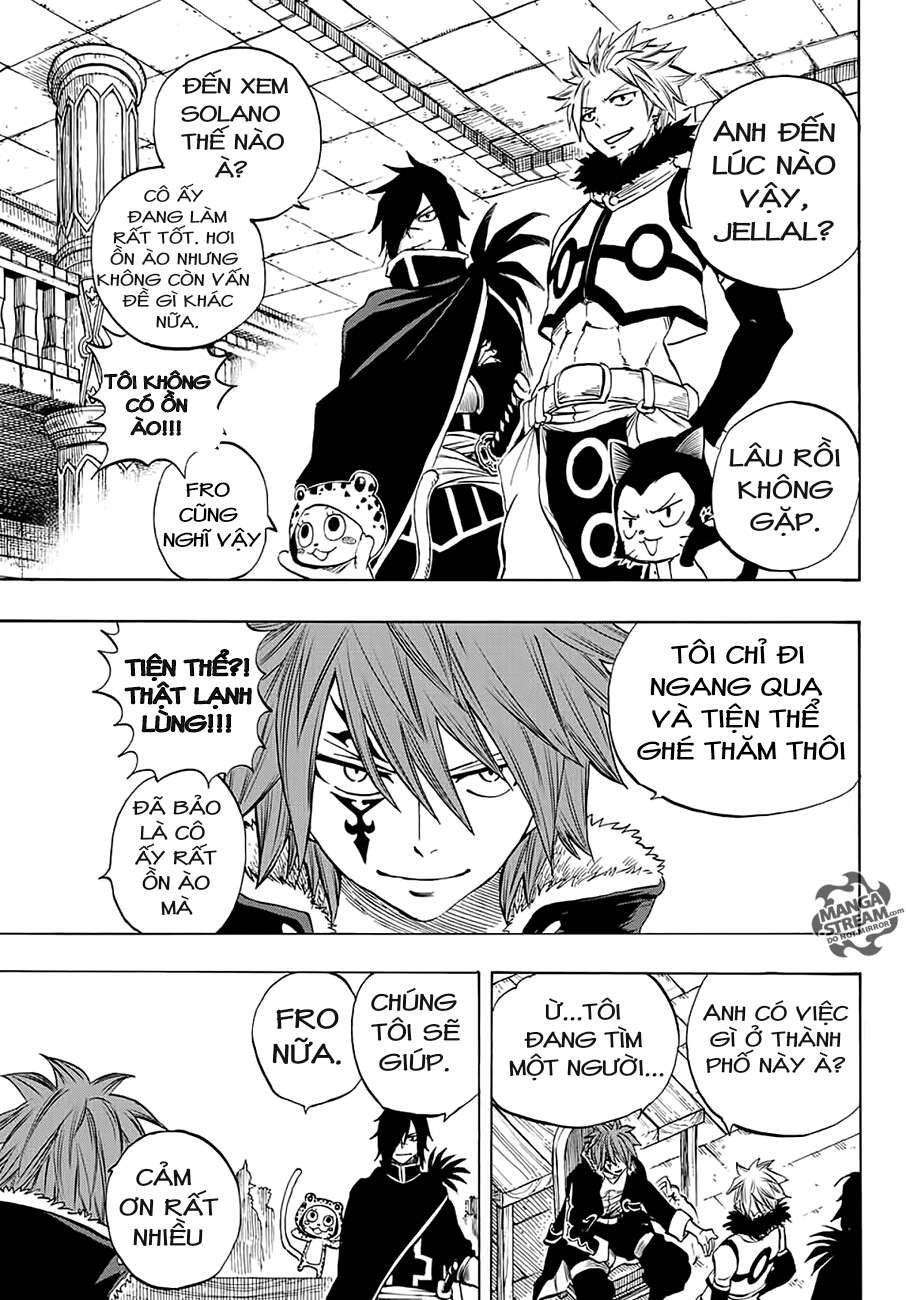 ANH ĐẾN
LÚC NÀO
VẬY,
JELLAL?
LÂU RỒI
KHÔNG
GẶP.
ĐẾN XEM
SOLANO
THẾ NÀO
À?
CÔ ẤY
ĐANG LÀM
RẤT TỐT. HƠI
ỒN ÀO NHƯNG
KHÔNG CÒN VẤN
ĐỀ GÌ KHÁC
NỮA.
TÔI KHÔNG
CÓ ỒN
ÀO!!!
FRO
CŨNG
NGHĨ VẬY
TÔI CHỈ ĐI
NGANG QUA
VÀ TIỆN THỂ
GHÉ THĂM THÔI
TIỆN THỂ?!
THẬT LẠNH
LÙNG!!!
ĐÃ BẢO
LÀ CÔ
ẤY RẤT
ỒN ÀO
MÀ
MANGA
STREAM.com
DO NOT MIRROR
ANH CÓ VIỆC
GÌ Ở THÀNH
PHỐ NÀY À?
Ừ...TÔI
ĐANG TÌM
MỘT NGƯỜI...
CHÚNG
TÔI SẼ
GIÚP.
FRO
NỮA.
CẢM
ƠN RẤT
NHIỀU